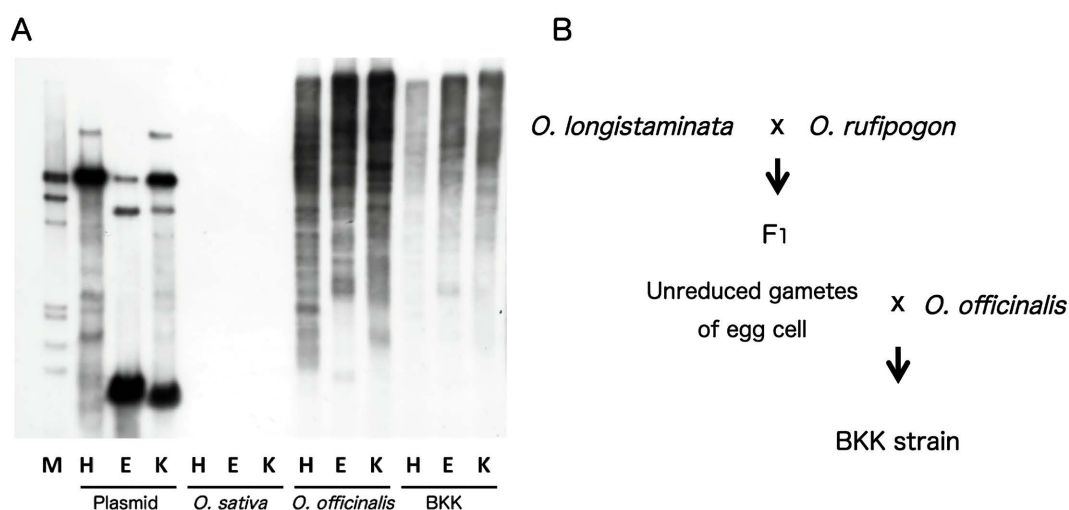 A
M H E K H E K H E K H E K
Plasmid O. sativa O. officinalis BKK
B
O. longistaminata x O. rufipogon
F1
Unreduced gametes
of egg cell
x O. officinalis
BKK strain